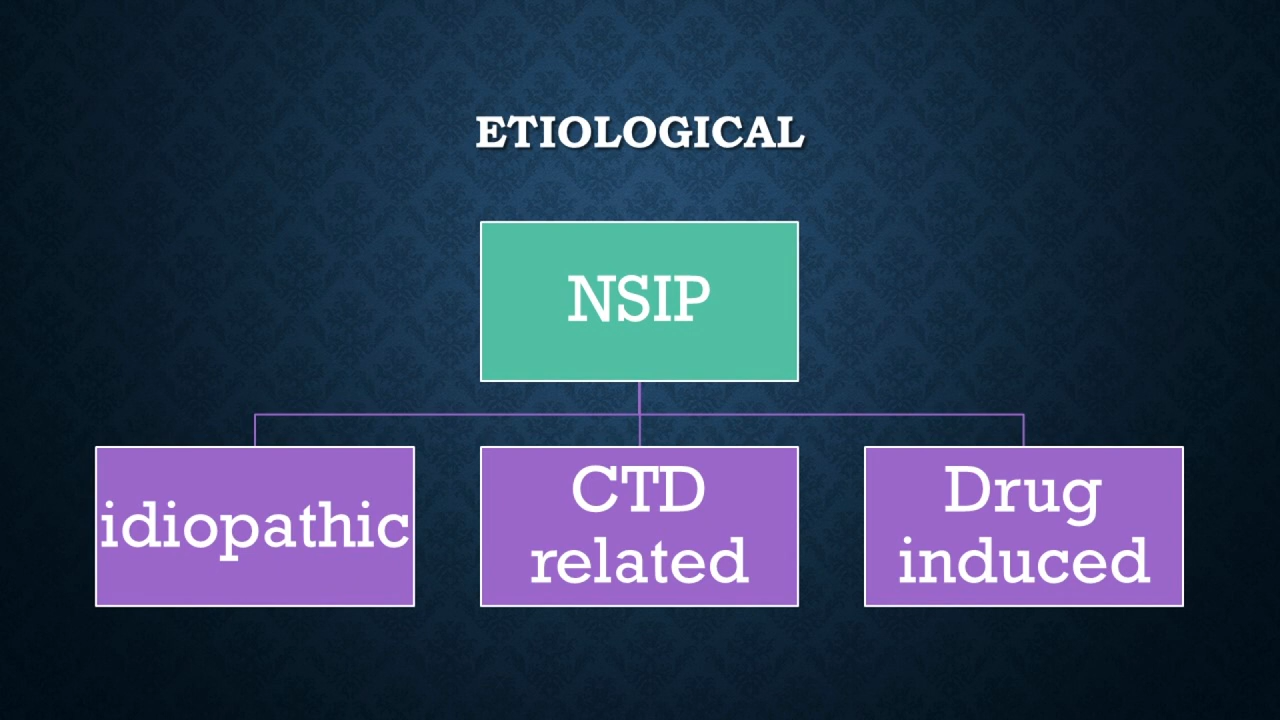 ETIOLOGICAL
NSIP
idiopathic
CTD
related
Drug
induced